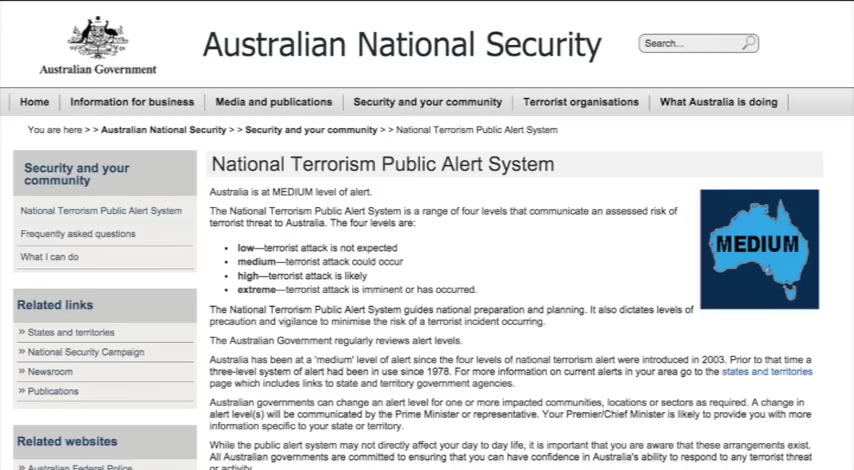 Australian Government
Australian National Security
Search...
Home
Information for business
Media and publications
Security and your community
Terrorist organisations
What Australia is doing
You are here > > Australian National Security > > Security and your community > > National Terrorism Public Alert System
Security and your
community
National Terrorism Public Alert System
Frequently asked questions
What I can do
Related links
» States and territories
» National Security Campaign
» Newsroom
» Publications
Related websites
» Australian Federal Police
National Terrorism Public Alert System
Australia is at MEDIUM level of alert.
The National Terrorism Public Alert System is a range of four levels that communicate an assessed risk of
terrorist threat to Australia. The four levels are:
• low—terrorist attack is not expected
• medium—terrorist attack could occur
• high—terrorist attack is likely
• extreme—terrorist attack is imminent or has occurred.
MEDIUM
The National Terrorism Public Alert System guides national preparation and planning. It also dictates levels of
precaution and vigilance to minimise the risk of a terrorist incident occurring.
The Australian Government regularly reviews alert levels.
Australia has been at a 'medium' level of alert since the four levels of national terrorism alert were introduced in 2003. Prior to that time a
three-level system of alert had been in use since 1978. For more information on current alerts in your area go to the states and territories
page which includes links to state and territory government agencies.
Australian governments can change an alert level for one or more impacted communities, locations or sectors as required. A change in
alert level(s) will be communicated by the Prime Minister or representative. Your Premier/Chief Minister is likely to provide you with more
information specific to your state or territory.
While the public alert system may not directly affect your day to day life, it is important that you are aware that these arrangements exist.
All Australian governments are committed to ensuring that you can have confidence in Australia's ability to respond to any terrorist threat
or activity.